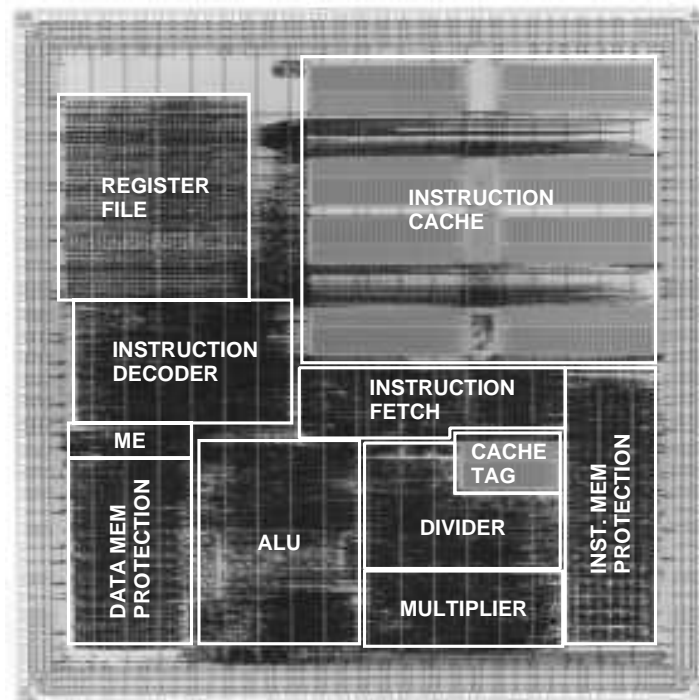 REGISTER
FILE
INSTRUCTION
CACHE
INSTRUCTION
DECODER
INSTRUCTION
FETCH
ME
CACHE
TAG
DATA MEM
PROTECTION
ALU
DIVIDER
INST. MEM
PROTECTION
MULTIPLIER